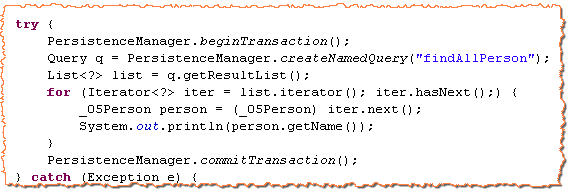 try {
    PersistenceManager.beginTransaction();
    Query q = PersistenceManager.createNamedQuery("findAllPerson");
    List<?> list = q.getResultList();
    for (Iterator<?> iter = list.iterator(); iter.hasNext();) {
        _05Person person = (_05Person) iter.next();
        System.out.println(person.getName());
    }
    PersistenceManager.commitTransaction();
} catch (Exception e) {